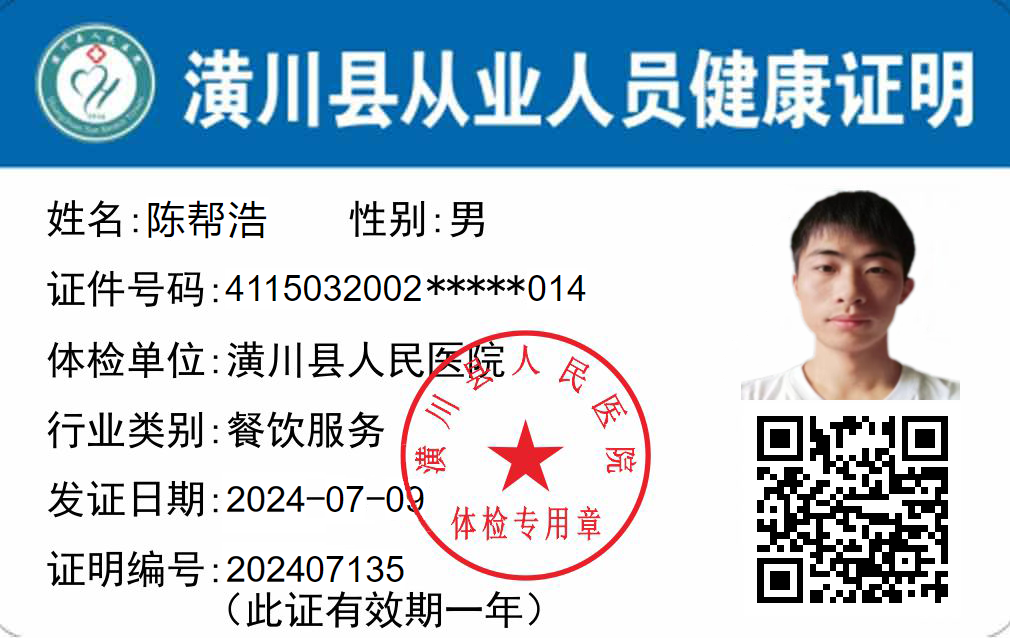 潢川县从业人员健康证明
姓名:陈帮浩 性别:男
证件号码:4115032002*****014
体检单位:潢川县人民医院
行业类别:餐饮服务
发证日期:2024-07-09
证明编号:202407135
（此证有效期一年）
潢川县人民医院
体检专用章